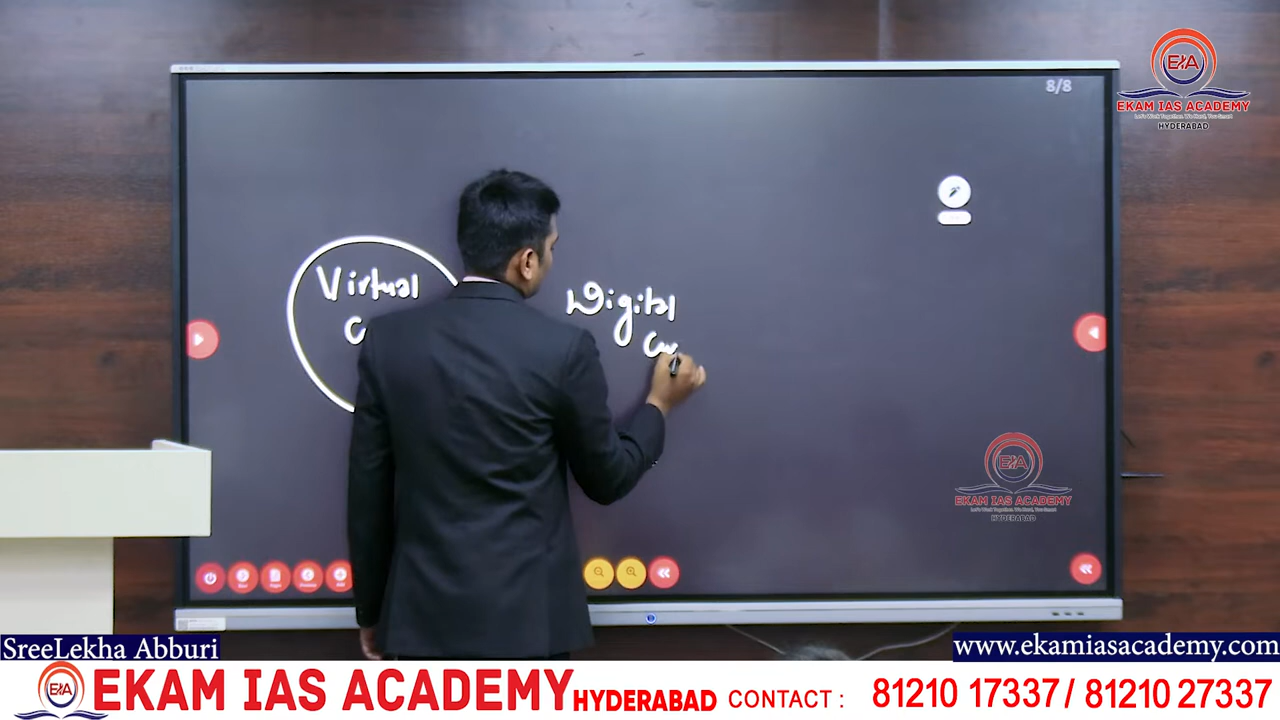 8/8
EKAM IAS ACADEMY
Let's Work Together. We Hard, You Smart
HYDERABAD
Virtual
Digital
EKAM IAS ACADEMY
HYDERABAD
SreeLekha Abburi
www.ekamiasacademy.com
EKAM IAS ACADEMY HYDERABAD CONTACT : 81210 17337 / 81210 27337